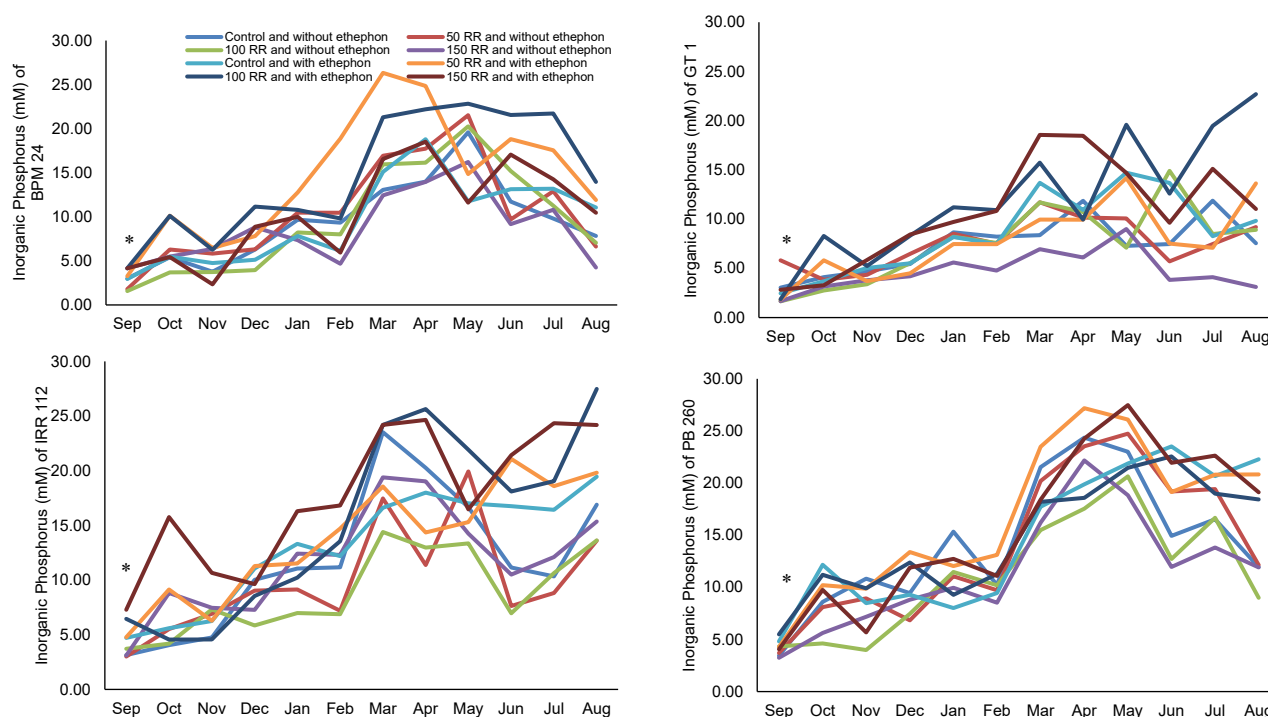 Inorganic Phosphorus (mM) of
BPM 24
30.00
25.00
20.00
15.00
10.00
5.00
0.00
Control and without ethephon
50 RR and without ethephon
100 RR and without ethephon
150 RR and without ethephon
Control and with ethephon
50 RR and with ethephon
100 RR and with ethephon
150 RR and with ethephon
*
Sep Oct Nov Dec Jan Feb Mar Apr May Jun Jul Aug
Inorganic Phosphorus (mM) of GT 1
30.00
25.00
20.00
15.00
10.00
5.00
0.00
*
Sep Oct Nov Dec Jan Feb Mar Apr May Jun Jul Aug
Inorganic Phosphorus (mM) of IRR 112
30.00
25.00
20.00
15.00
10.00
5.00
0.00
*
Sep Oct Nov Dec Jan Feb Mar Apr May Jun Jul Aug
Inorganic Phosphorus (mM) of PB 260
30.00
25.00
20.00
15.00
10.00
5.00
0.00
*
Sep Oct Nov Dec Jan Feb Mar Apr May Jun Jul Aug